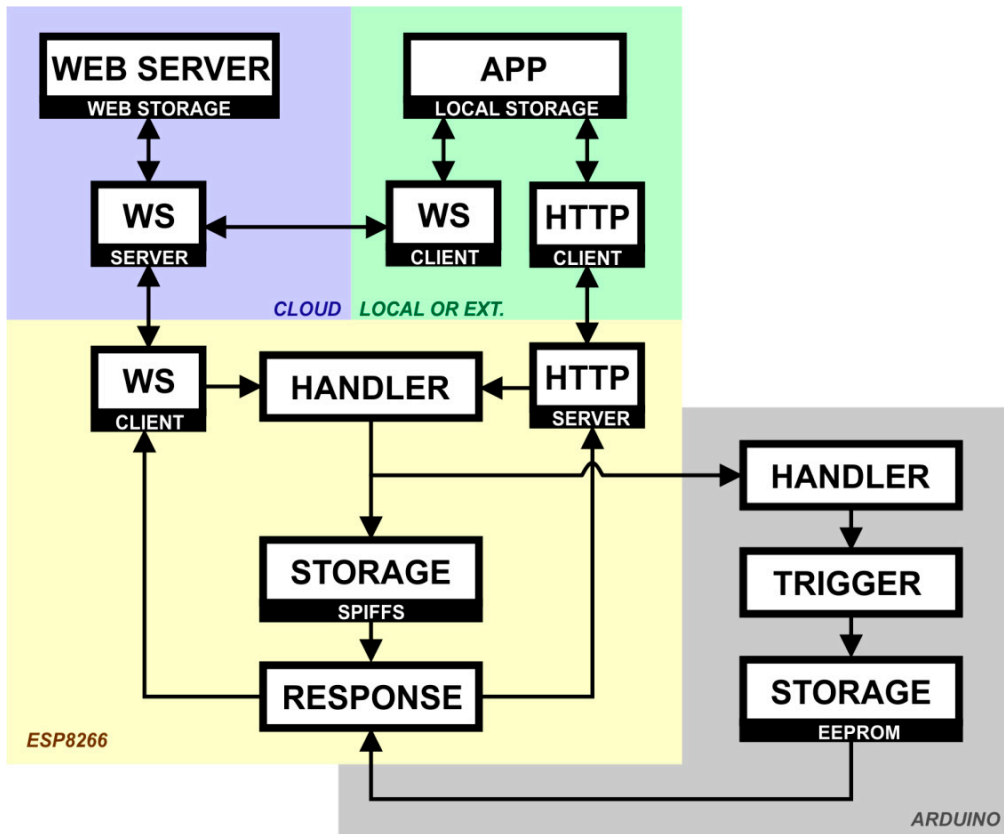 WEB SERVER
WEB STORAGE
APP
LOCAL STORAGE
WS
SERVER
WS
CLIENT
HTTP
CLIENT
CLOUD
LOCAL OR EXT.
WS
CLIENT
HANDLER
HTTP
SERVER
HANDLER
STORAGE
SPIFFS
TRIGGER
RESPONSE
STORAGE
EEPROM
ESP8266
ARDUINO